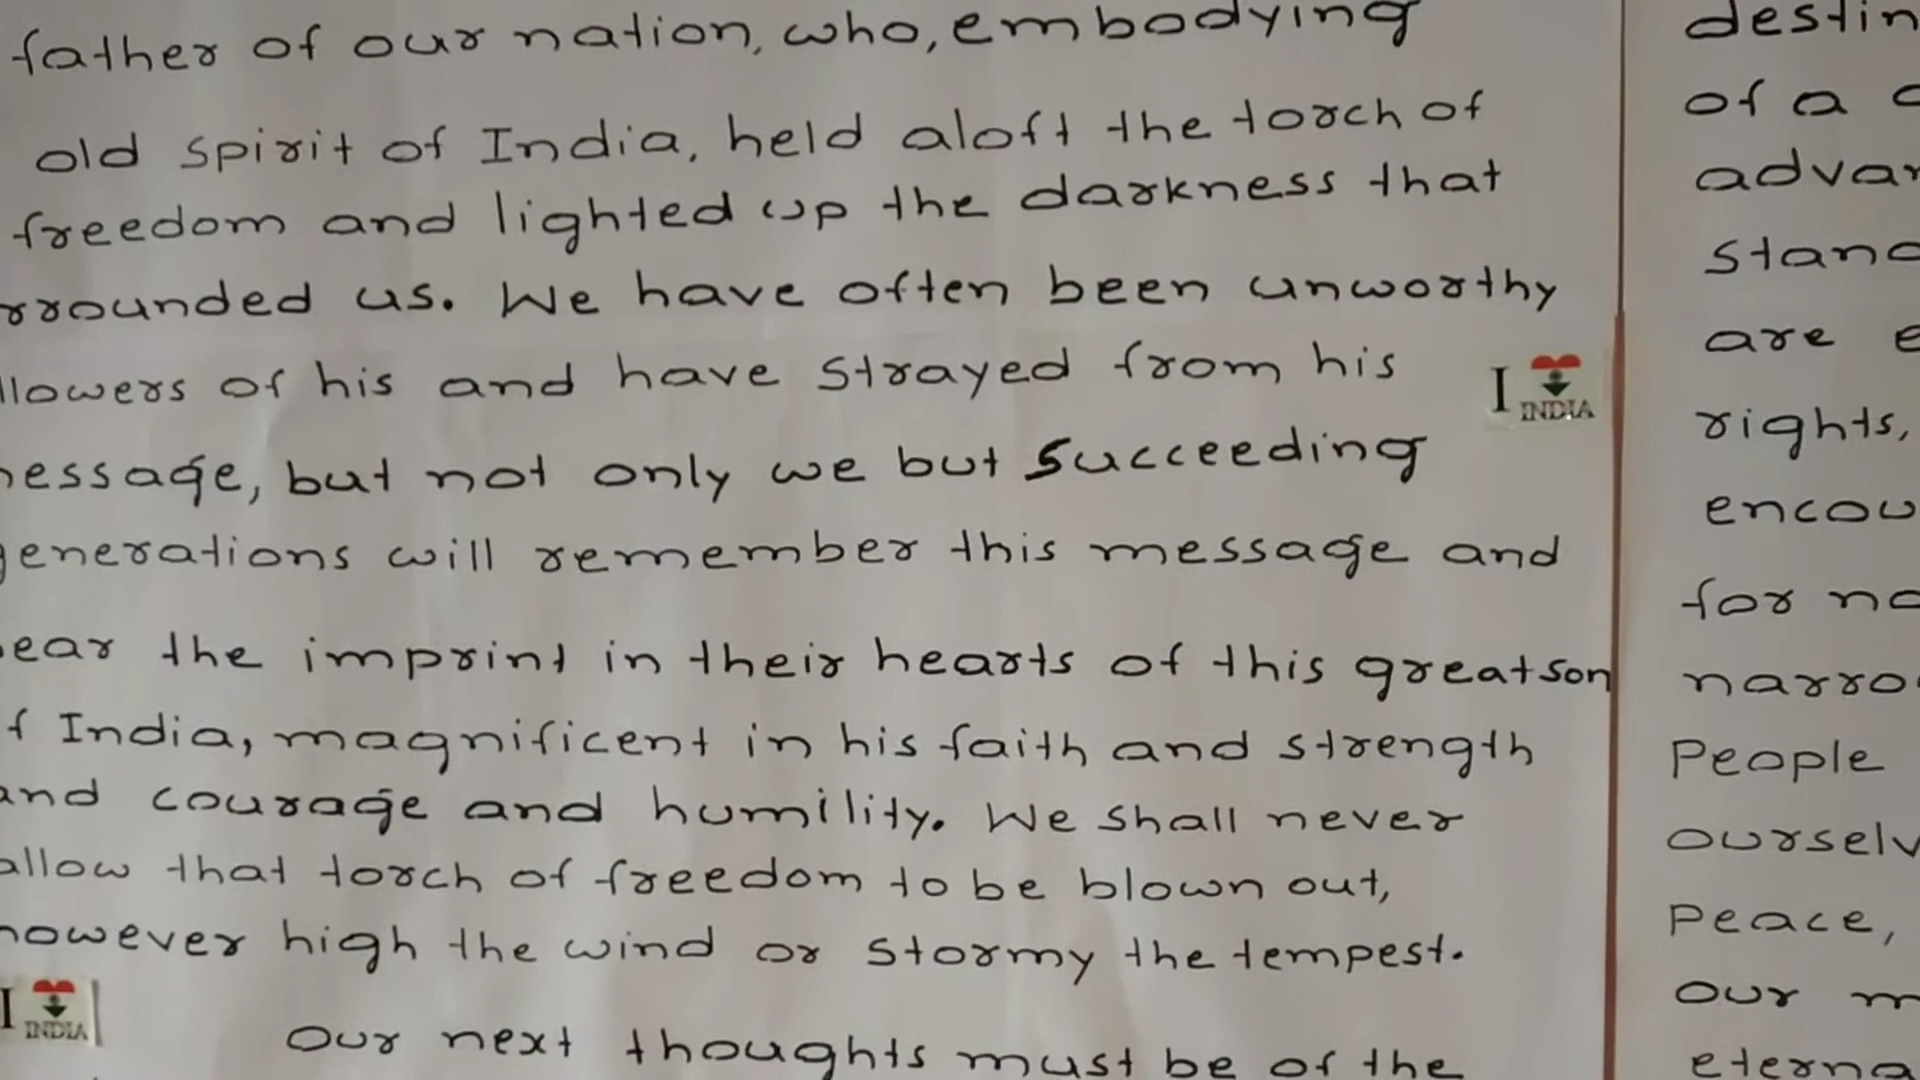 father of our nation, who, embodying
old spirit of India, held aloft the torch of
freedom and lighted up the darkness that
rrounded us. We have often been unworthy
llowers of his and have strayed from his
I INDIA
essage, but not only we but succeeding
generations will remember this message and
ear the imprint in their hearts of this great son
f India, magnificent in his faith and strength
and courage and humility. We shall never
allow that torch of freedom to be blown out,
however high the wind or stormy the tempest.
I INDIA
Our next thoughts must be of the
destin
of a
advan
stand
are e
rights,
encou
for no
narro
People
ourselv
Peace,
Our m
eterna